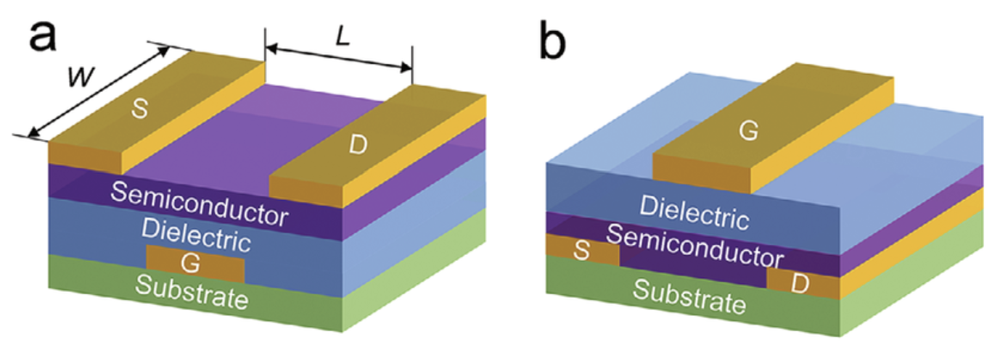 a
W
L
S
D
Semiconductor
Dielectric
G
Substrate
b
G
Dielectric
Semiconductor
S
D
Substrate